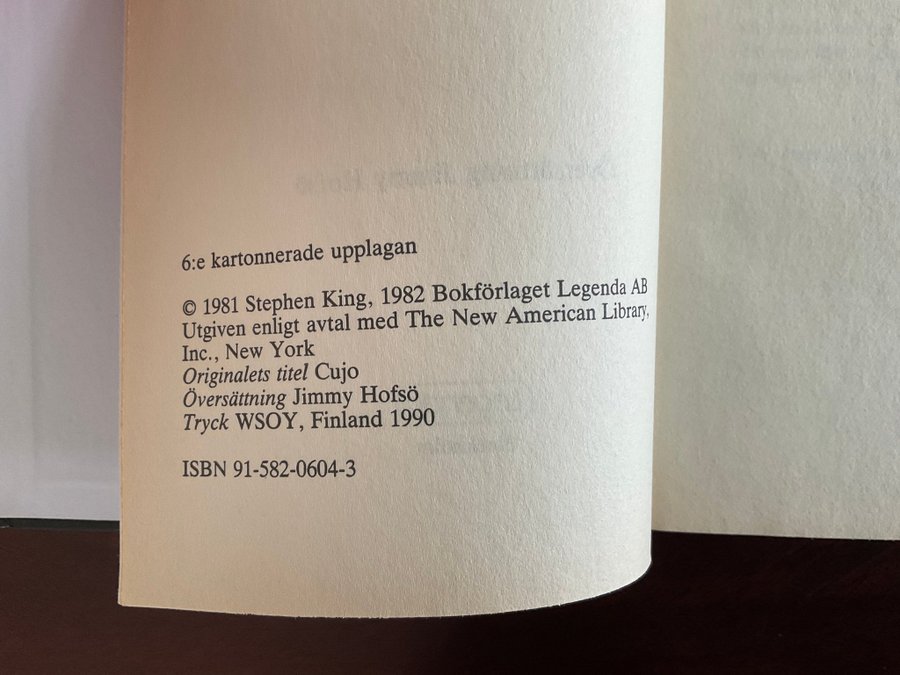 6:e kartonnerade upplagan
© 1981 Stephen King, 1982 Bokförlaget Legenda AB
Utgiven enligt avtal med The New American Library,
Inc., New York
Originalets titel Cujo
Översättning Jimmy Hofsö
Tryck WSOY, Finland 1990
ISBN 91-582-0604-3